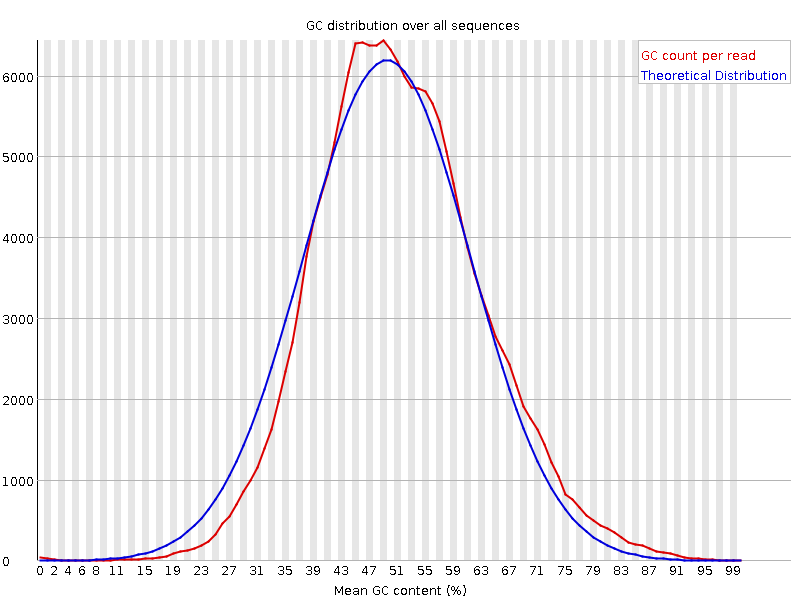 GC distribution over all sequences
GC count per read
Theoretical Distribution
6000
5000
4000
3000
2000
1000
0
0 2 4 6 8 11 15 19 23 27 31 35 39 43 47 51 55 59 63 67 71 75 79 83 87 91 95 99
Mean GC content (%)